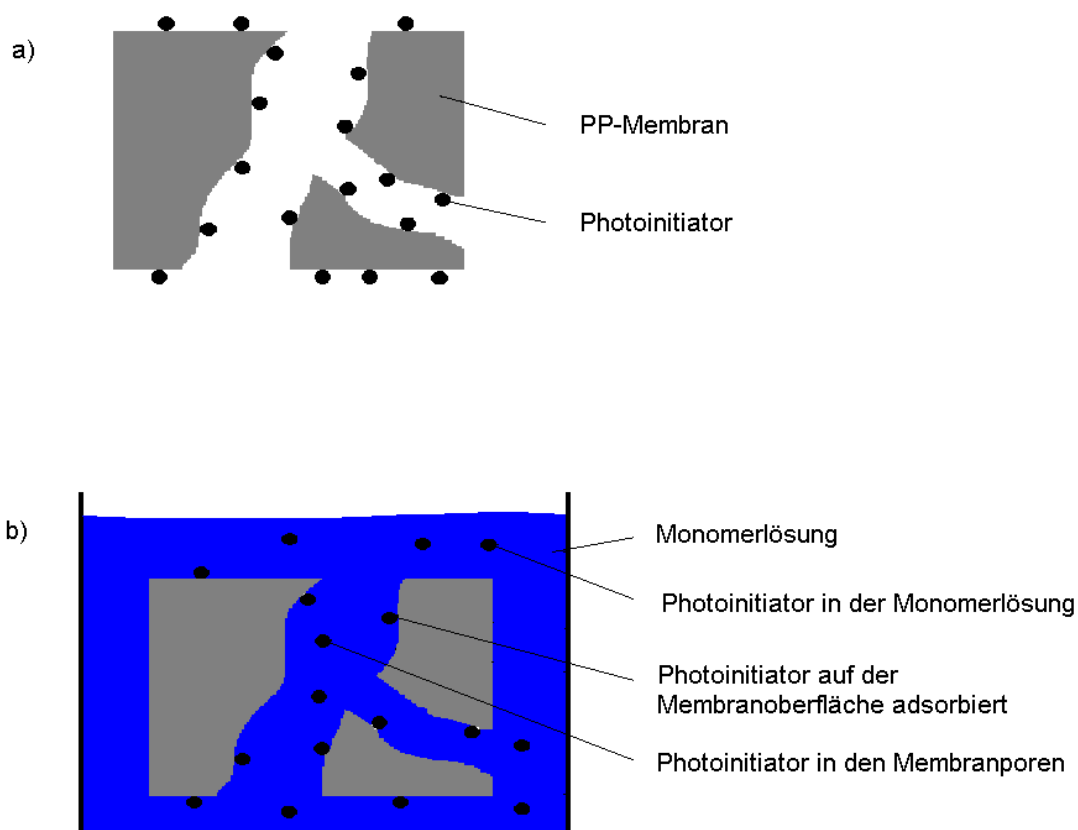 a)
PP-Membran
Photoinitiator
b)
Monomerlösung
Photoinitiator in der Monomerlösung
Photoinitiator auf der
Membranoberfläche adsorbiert
Photoinitiator in den Membranporen